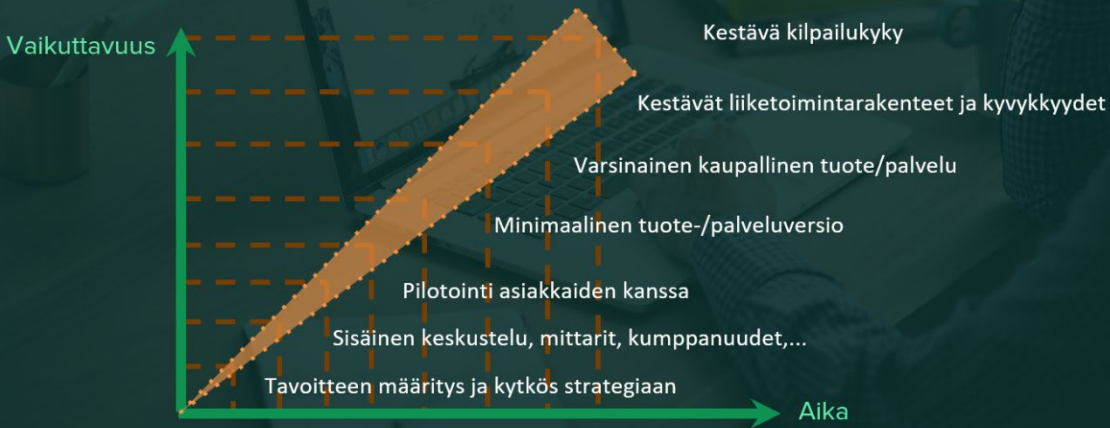 Vaikuttavuus
Kestävä kilpailukyky
Kestävät liiketoimintarakenteet ja kyvykkyydet
Varsinainen kaupallinen tuote/palvelu
Minimaalinen tuote-/palveluversio
Pilotointi asiakkaiden kanssa
Sisäinen keskustelu, mittarit, kumppanuudet,...
Tavoitteen määritys ja kytkös strategiaan
Aika